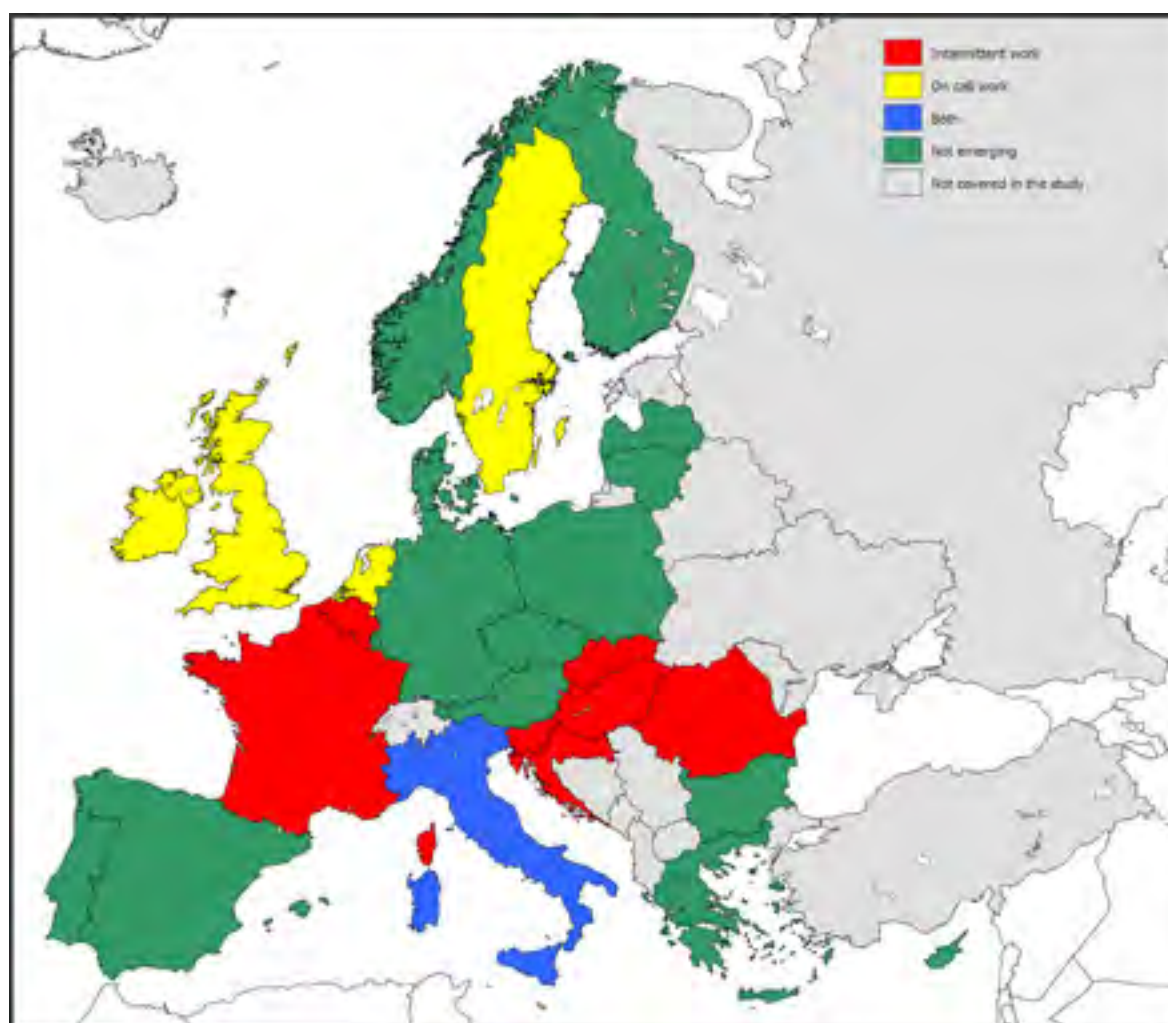 Intermittent work
On call work
Both
Not emerging
Not covered in the study